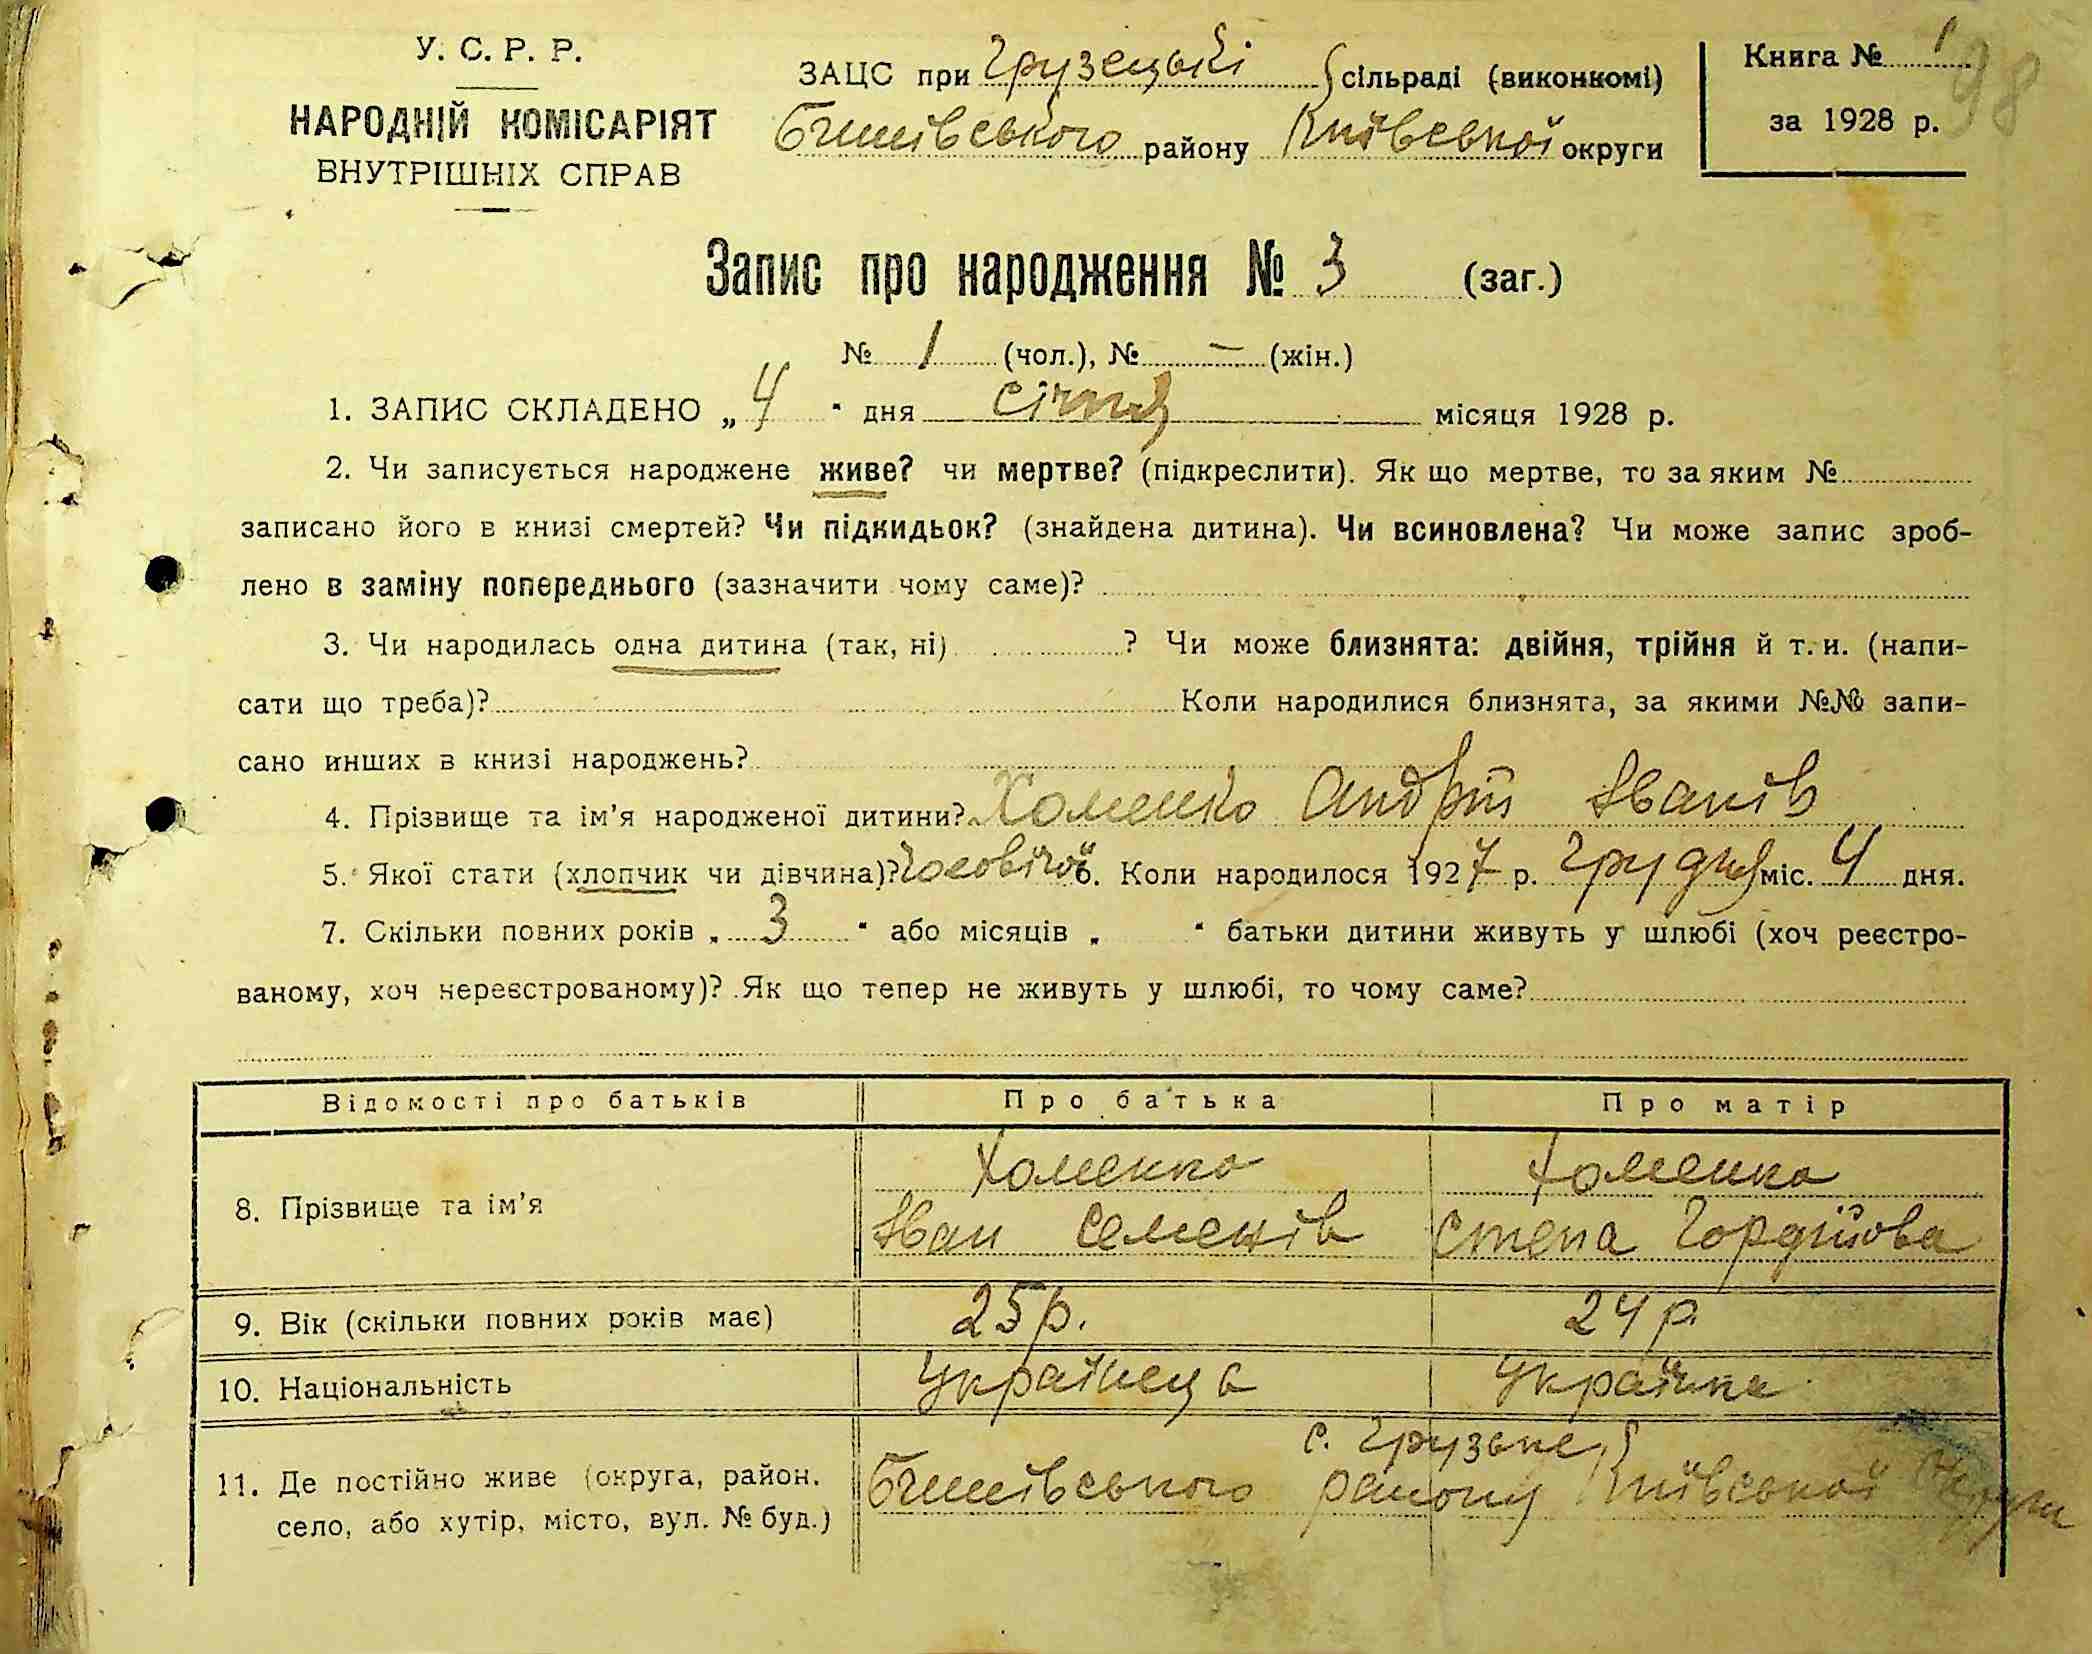 У. С. Р. Р.
НАРОДНІЙ КОМІСАРІЯТ
ВНУТРІШНІХ СПРАВ
ЗАЦС при Грузецькі сільраді (виконкомі)
Бишівського району Київської округи
Книга № 1
98
за 1928 р.
Запис про народження № 3 (заг.)
№ 1 (чол.), № — (жін.)
1. ЗАПИС СКЛАДЕНО „ 4 " дня січня місяця 1928 р.
2. Чи записується народжене живе? чи мертве? (підкреслити). Як що мертве, то за яким №
записано його в книзі смертей? Чи підкидьок? (знайдена дитина). Чи всиновлена? Чи може запис зроб-
лено в заміну попереднього (зазначити чому саме)?
3. Чи народилась одна дитина (так, ні) ? Чи може близнята: двійня, трійня й т. и. (напи-
сати що треба)? Коли народилися близнята, за якими №№ запи-
сано инших в книзі народжень?
4. Прізвище та ім'я народженої дитини? Хоменко Андрій Іванів
5. Якої стати (хлопчик чи дівчина)? Чоловічої 6. Коли народилося 1927 р. Грудня міс. 4 дня.
7. Скільки повних років „ 3 " або місяців „ " батьки дитини живуть у шлюбі (хоч реєстро-
ваному, хоч нереєстрованому)? Як що тепер не живуть у шлюбі, то чому саме?
Відомості про батьків Про батька Про матір
8. Прізвище та ім'я Хоменко Іван Семенів Хоменко Степа Гордійова
9. Вік (скільки повних років має) 25 р. 24 р.
10. Національність Українець Українка
11. Де постійно живе (округа, район. с. Грузьке,
село, або хутір, місто, вул. № буд.) Бишівського району Київської Округи